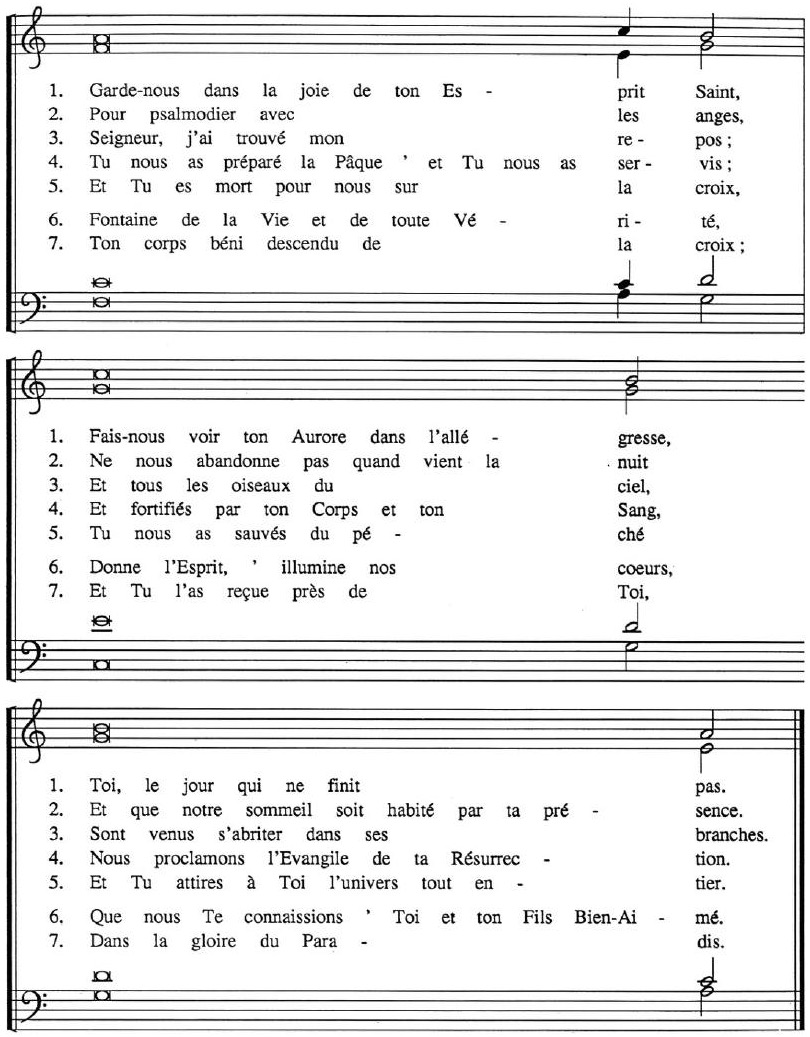 1. Garde-nous dans la joie de ton Es - prit Saint,
2. Pour psalmodier avec les anges,
3. Seigneur, j'ai trouvé mon re - pos ;
4. Tu nous as préparé la Pâque ' et Tu nous as ser - vis ;
5. Et Tu es mort pour nous sur la croix,
6. Fontaine de la Vie et de toute Vé - ri - té,
7. Ton corps béni descendu de la croix ;
1. Fais-nous voir ton Aurore dans l'allé - gresse,
2. Ne nous abandonne pas quand vient la nuit
3. Et tous les oiseaux du ciel,
4. Et fortifiés par ton Corps et ton Sang,
5. Tu nous as sauvés du pé - ché
6. Donne l'Esprit, ' illumine nos coeurs,
7. Et Tu l'as reçue près de Toi,
1. Toi, le jour qui ne finit pas.
2. Et que notre sommeil soit habité par ta pré - sence.
3. Sont venus s'abriter dans ses branches.
4. Nous proclamons l'Evangile de ta Résurrec - tion.
5. Et Tu attires à Toi l'univers tout en - tier.
6. Que nous Te connaissions ' Toi et ton Fils Bien-Ai - mé.
7. Dans la gloire du Para - dis.